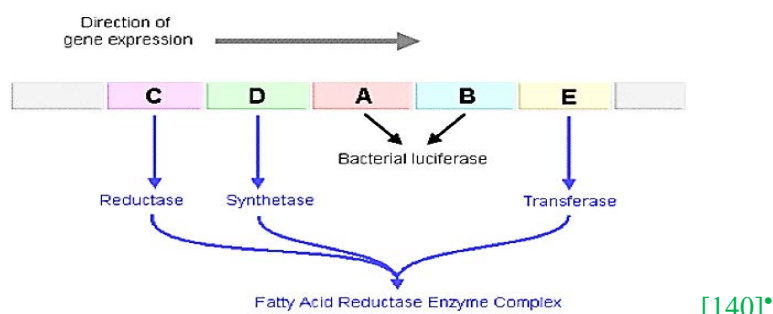 Direction of
gene expression
C D A B E
Bacterial luciferase
Reductase Synthetase Transferase
Fatty Acid Reductase Enzyme Complex
[140]•